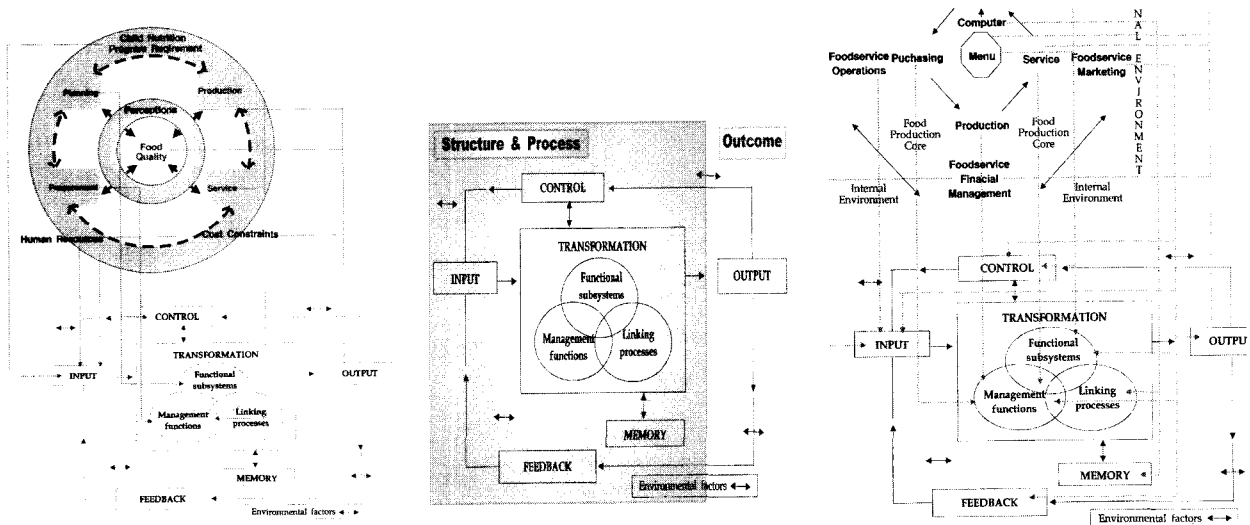 Child Nutrition
Program Reqirement
Planning
Production
Perceptions
Food
Quality
Service
Human Resources
Cost Constraints
CONTROL
TRANSFORMATION
INPUT
Functional
subsystems
OUTPUT
Management
functions
Linking
processes
MEMORY
FEEDBACK
Environmental factors
Structure & Process
Outcome
CONTROL
TRANSFORMATION
INPUT
Functional
subsystems
OUTPUT
Management
functions
Linking
processes
MEMORY
FEEDBACK
Environmental factors
Computer
Menu
Foodservice
Operations
Puchasing
Service
Foodservice
Marketing
NAL ENVIRONMENT
Food
Production
Core
Production
Food
Production
Core
Foodservice
Finacial
Management
Internal
Environment
Internal
Environment
CONTROL
TRANSFORMATION
INPUT
Functional
subsystems
OUTPU
Management
functions
Linking
processes
MEMORY
FEEDBACK
Environmental factors